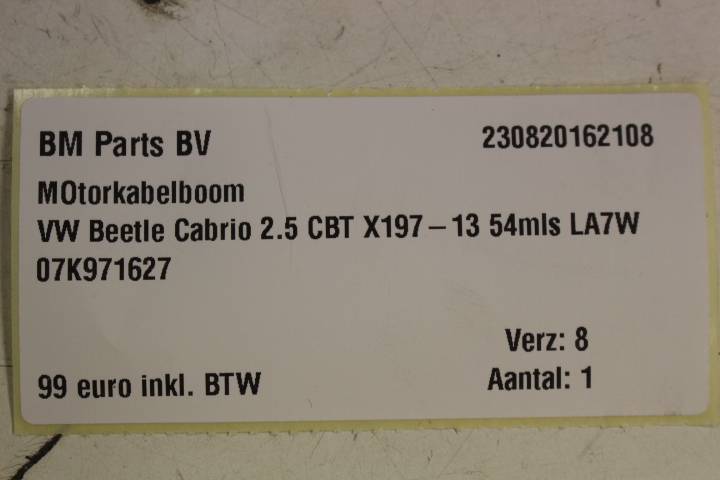 BM Parts BV 230820162108
MOtorkabelboom
VW Beetle Cabrio 2.5 CBT X197-13 54mls LA7W
07K971627
Verz: 8
99 euro inkl. BTW Aantal: 1